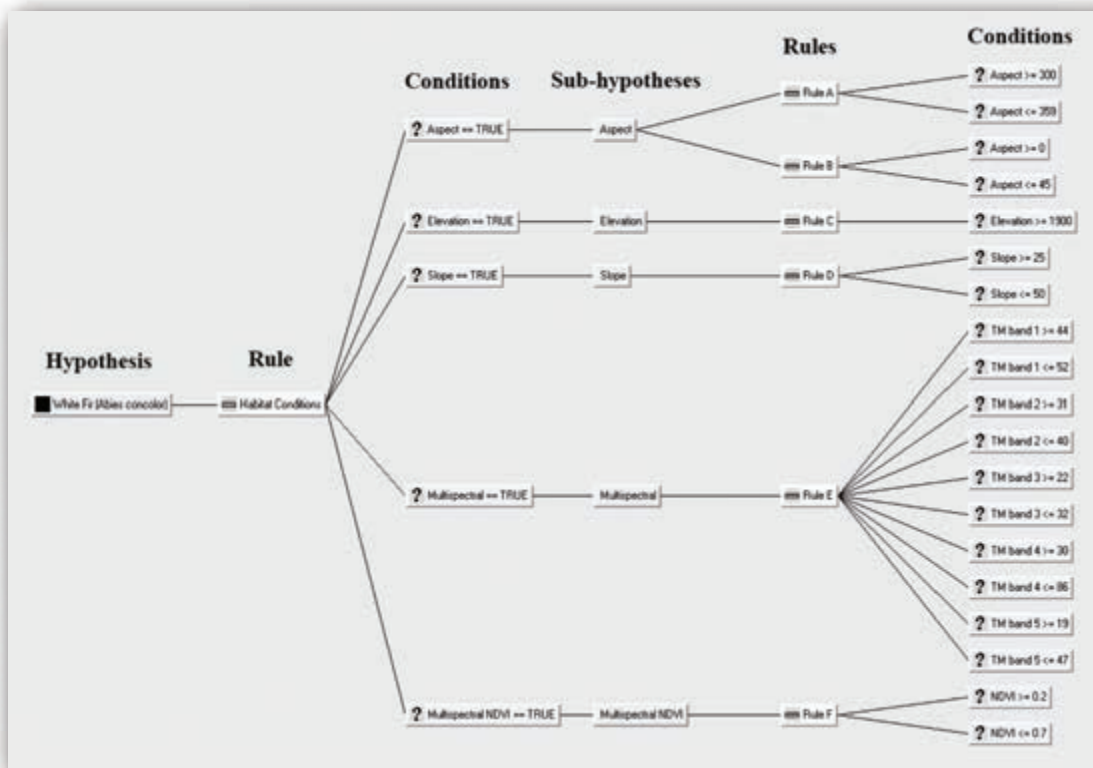 Hypothesis
White Fir (Abies concolor)
Rule
Habitat Conditions
Conditions
? Aspect == TRUE
? Elevation == TRUE
? Slope == TRUE
? Multispectral == TRUE
? Multispectral NDVI == TRUE
Sub-hypotheses
Aspect
Elevation
Slope
Multispectral
Multispectral NDVI
Rules
Rule A
Rule B
Rule C
Rule D
Rule E
Rule F
Conditions
? Aspect >= 300
? Aspect <= 359
? Aspect >= 0
? Aspect <= 45
? Elevation >= 1900
? Slope >= 25
? Slope <= 50
? TM band 1 >= 44
? TM band 1 <= 52
? TM band 2 >= 31
? TM band 2 <= 40
? TM band 3 >= 22
? TM band 3 <= 32
? TM band 4 >= 30
? TM band 4 <= 86
? TM band 5 >= 19
? TM band 5 <= 47
? NDVI >= 0.2
? NDVI <= 0.7